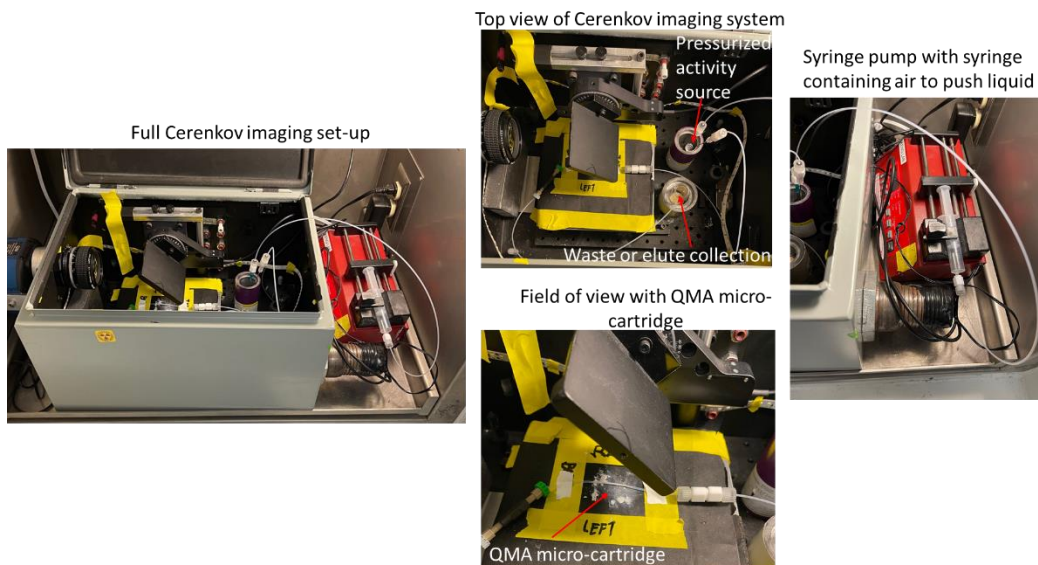 Full Cerenkov imaging set-up
Top view of Cerenkov imaging system
Pressurized
activity
source
LEFT
Waste or elute collection
Field of view with QMA micro-
cartridge
LEFT
QMA micro-cartridge
Syringe pump with syringe
containing air to push liquid